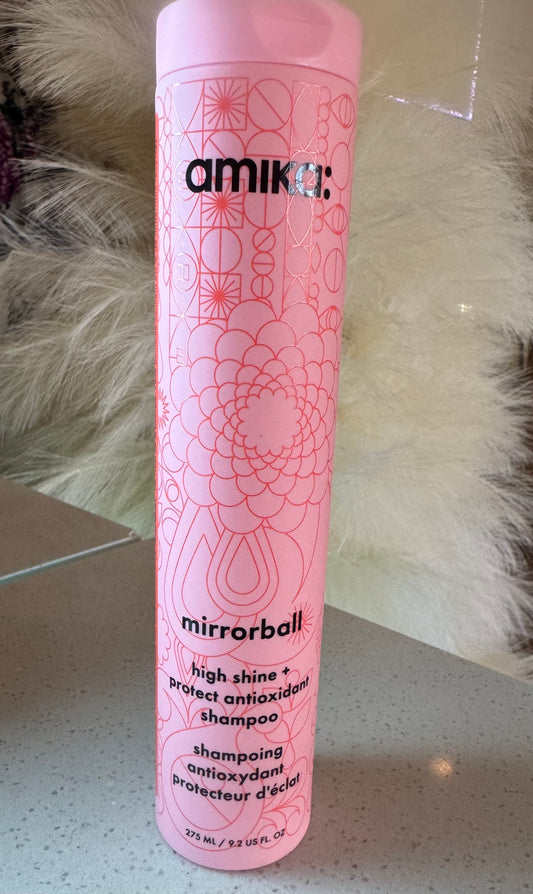 amika:
mirrorball
high shine +
protect antioxidant
shampoo
shampoing
antioxydant
protecteur d'éclat
275 ML / 9.2 US FL. OZ